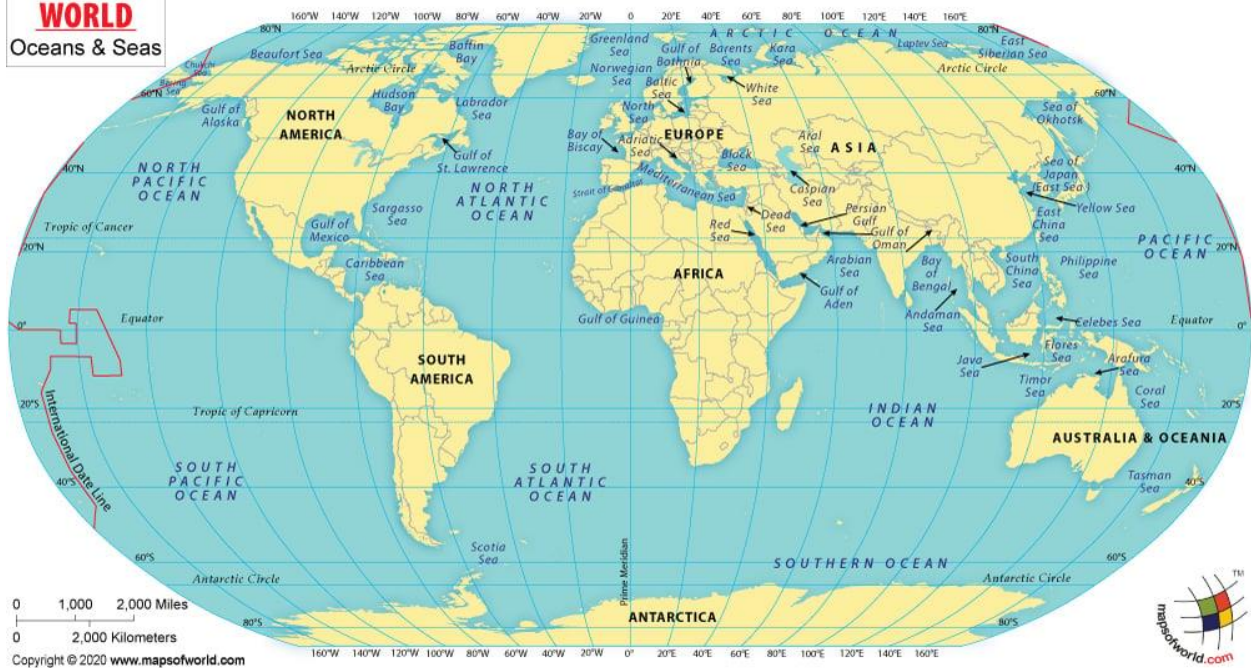 WORLD
Oceans & Seas
160°W 140°W 120°W 100°W 80°W 60°W 40°W 20°W 0 20°E 40°E 60°E 80°E 100°E 120°E 140°E 160°E
80°N
80°N
ARCTIC OCEAN
Beaufort Sea
Baffin
Bay
Greenland
Sea
Gulf of
Bothnia
Barents
Sea
Kara
Sea
Laptev Sea
East
Siberian Sea
Chukchi
Sea
Bering
Sea
Arctic Circle
Arctic Circle
Norwegian
Sea
Baltic
Sea
White
Sea
60°N
60°N
Gulf of
Alaska
NORTH
AMERICA
Hudson
Bay
Labrador
Sea
North
Sea
Sea of
Okhotsk
Bay of
Biscay
Adriatic
Sea
EUROPE
Aral
Sea
ASIA
Gulf of
St. Lawrence
Black
Sea
40°N
40°N
NORTH
PACIFIC
OCEAN
NORTH
ATLANTIC
OCEAN
Strait of Gibraltar
Mediterranean Sea
Caspian
Sea
Sea of
Japan
(East Sea)
Yellow Sea
Sargasso
Sea
Gulf of
Mexico
Tropic of Cancer
Red
Sea
Dead
Sea
Persian
Gulf
Gulf of
Oman
East
China
Sea
20°N
20°N
PACIFIC
OCEAN
Caribbean
Sea
AFRICA
Arabian
Sea
Bay
of
Bengal
South
China
Sea
Philippine
Sea
Gulf of
Aden
Andaman
Sea
Gulf of Guinea
Celebes Sea
0°
Equator
Equator
0°
SOUTH
AMERICA
Java
Sea
Flores
Sea
Arafura
Sea
Timor
Sea
Coral
Sea
20°S
20°S
International Date Line
Tropic of Capricorn
INDIAN
OCEAN
AUSTRALIA & OCEANIA
SOUTH
PACIFIC
OCEAN
SOUTH
ATLANTIC
OCEAN
Tasman
Sea
40°S
40°S
Scotia
Sea
Prime Meridian
SOUTHERN OCEAN
60°S
60°S
Antarctic Circle
Antarctic Circle
ANTARCTICA
80°S
80°S
160°W 140°W 120°W 100°W 80°W 60°W 40°W 20°W 0 20°E 40°E 60°E 80°E 100°E 120°E 140°E 160°E
0 1,000 2,000 Miles
0 2,000 Kilometers
Copyright © 2020 www.mapsofworld.com
TM
mapsofworld.com